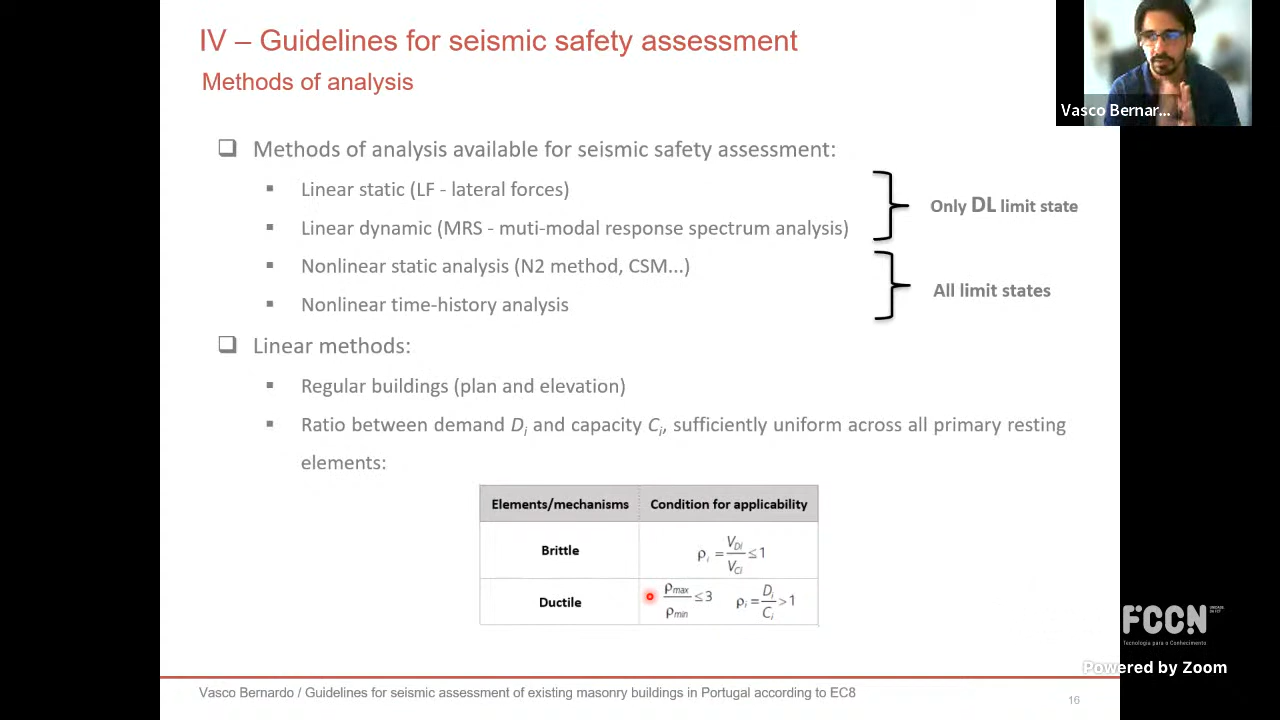 IV – Guidelines for seismic safety assessment
Methods of analysis
Vasco Bernar...
❑ Methods of analysis available for seismic safety assessment:
▪ Linear static (LF - lateral forces)
▪ Linear dynamic (MRS - muti-modal response spectrum analysis)
Only DL limit state
▪ Nonlinear static analysis (N2 method, CSM...)
▪ Nonlinear time-history analysis
All limit states
❑ Linear methods:
▪ Regular buildings (plan and elevation)
▪ Ratio between demand Di and capacity Ci, sufficiently uniform across all primary resting
elements:
Elements/mechanisms Condition for applicability
Brittle ρi = VDi/VCi ≤ 1
Ductile ρmax/ρmin ≤ 3 ρi = Di/Ci > 1
FCCN
Tecnologia para o Conhecimento
Powered by Zoom
Vasco Bernardo / Guidelines for seismic assessment of existing masonry buildings in Portugal according to EC8
16